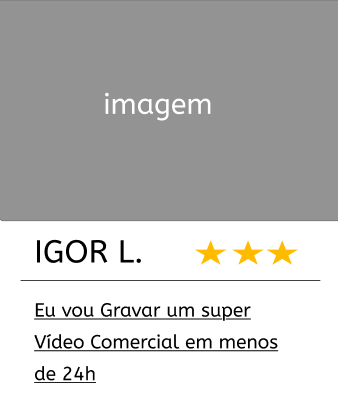 imagem
IGOR L.
Eu vou Gravar um super
Vídeo Comercial em menos
de 24h